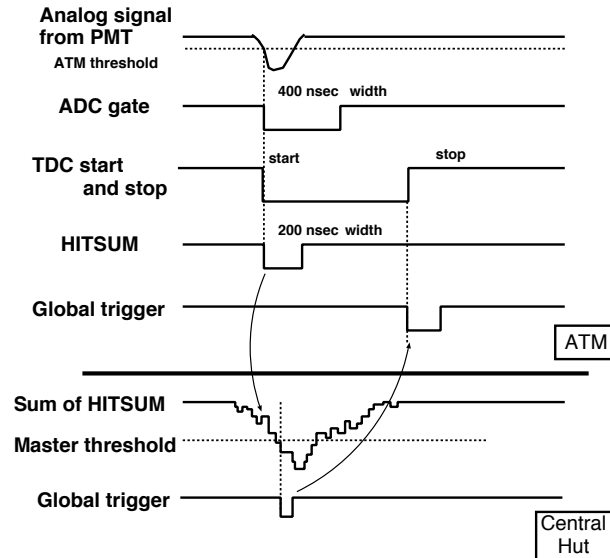 Analog signal
from PMT
ATM threshold
400 nsec width
ADC gate
start
stop
TDC start
and stop
200 nsec width
HITSUM
Global trigger
ATM
Sum of HITSUM
Master threshold
Global trigger
Central
Hut